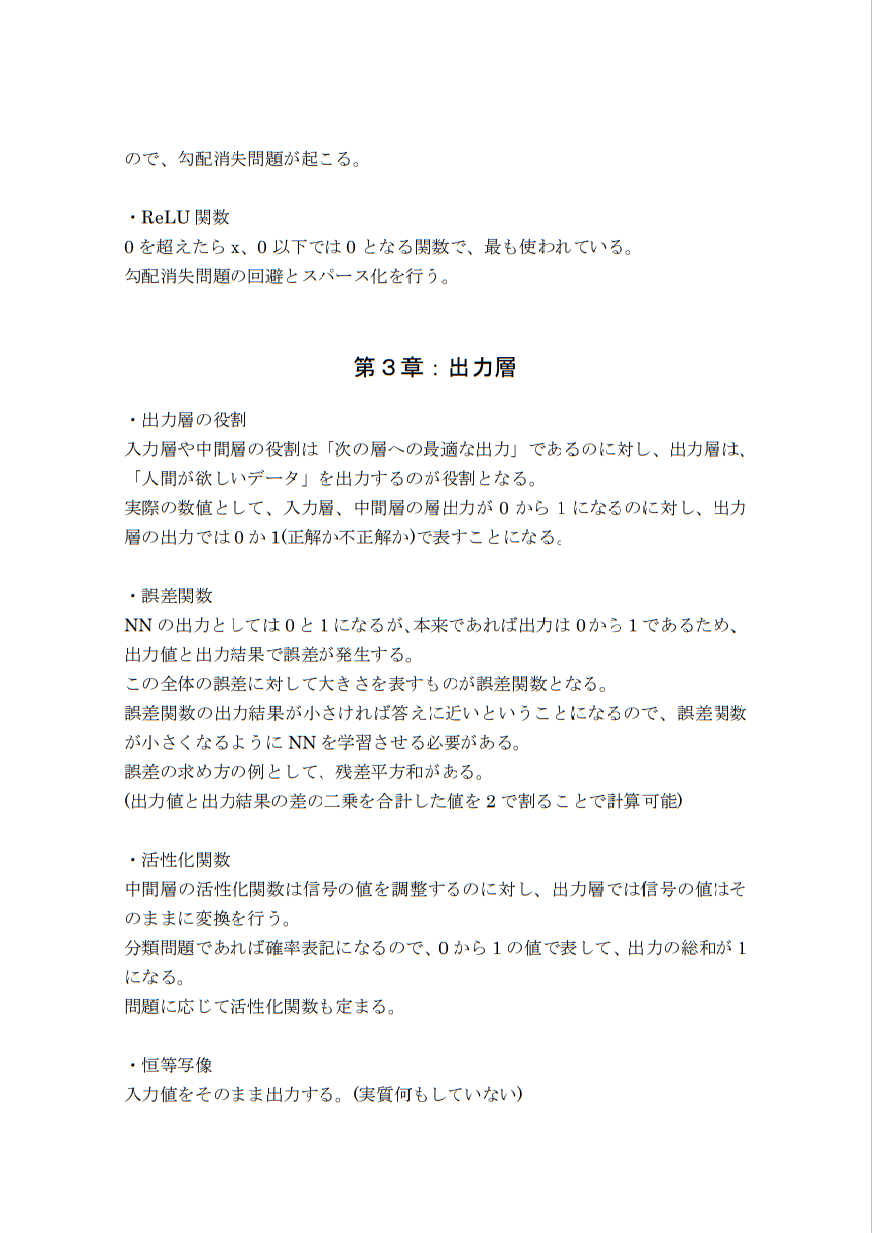 ので、勾配消失問題が起こる。
・ReLU 関数
0 を超えたら x、0 以下では 0 となる関数で、最も使われている。
勾配消失問題の回避とスパース化を行う。
第3章：出力層
・出力層の役割
入力層や中間層の役割は「次の層への最適な出力」であるのに対し、出力層は、
「人間が欲しいデータ」を出力するのが役割となる。
実際の数値として、入力層、中間層の層出力が 0 から 1 になるのに対し、出力
層の出力では 0 か 1(正解か不正解か)で表すことになる。
・誤差関数
NN の出力としては 0 と 1 になるが、本来であれば出力は 0から 1 であるため、
出力値と出力結果で誤差が発生する。
この全体の誤差に対して大きさを表すものが誤差関数となる。
誤差関数の出力結果が小さければ答えに近いということになるので、誤差関数
が小さくなるように NN を学習させる必要がある。
誤差の求め方の例として、残差平方和がある。
(出力値と出力結果の差の二乗を合計した値を 2 で割ることで計算可能)
・活性化関数
中間層の活性化関数は信号の値を調整するのに対し、出力層では信号の値はそ
のままに変換を行う。
分類問題であれば確率表記になるので、0 から 1 の値で表して、出力の総和が 1
になる。
問題に応じて活性化関数も定まる。
・恒等写像
入力値をそのまま出力する。(実質何もしていない)